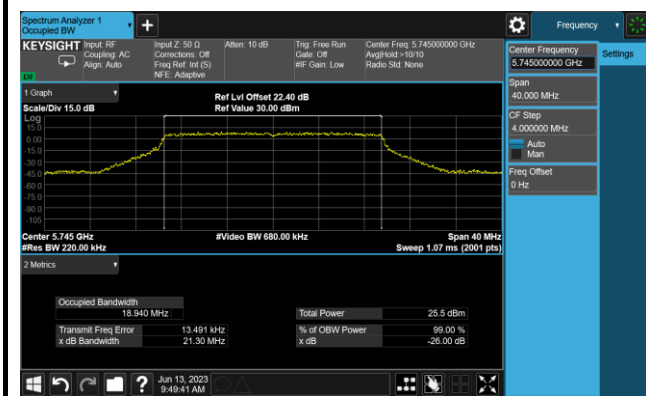 Spectrum Analyzer 1
Occupied BW
Frequency
KEYSIGHT
Input: RF
Coupling: AC
Align: Auto
Input Z: 50 Ω
Corrections: Off
Freq Ref: Int (S)
NFE: Adaptive
Atten: 10 dB
Trig: Free Run
Gate: Off
#IF Gain: Low
Center Freq: 5.745000000 GHz
Avg|Hold:>10/10
Radio Std: None
LXI
Center Frequency
5.745000000 GHz
Settings
Span
40.000 MHz
CF Step
4.000000 MHz
Auto
Man
Freq Offset
0 Hz
1 Graph
Scale/Div 15.0 dB
Ref Lvl Offset 22.40 dB
Ref Value 30.00 dBm
Log
15.0
0.00
-15.0
-30.0
-45.0
-60.0
-75.0
-90.0
-105
Center 5.745 GHz
#Video BW 680.00 kHz
Span 40 MHz
#Res BW 220.00 kHz
Sweep 1.07 ms (2001 pts)
2 Metrics
Occupied Bandwidth
18.940 MHz
Total Power 25.5 dBm
Transmit Freq Error 13.491 kHz
% of OBW Power 99.00 %
x dB Bandwidth 21.30 MHz
x dB -26.00 dB
?
Jun 13, 2023
9:49:41 AM